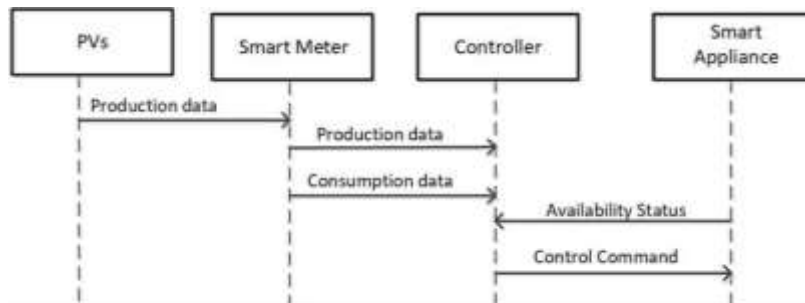 PVs
Smart Meter
Controller
Smart
Appliance
Production data
Production data
Consumption data
Availability Status
Control Command